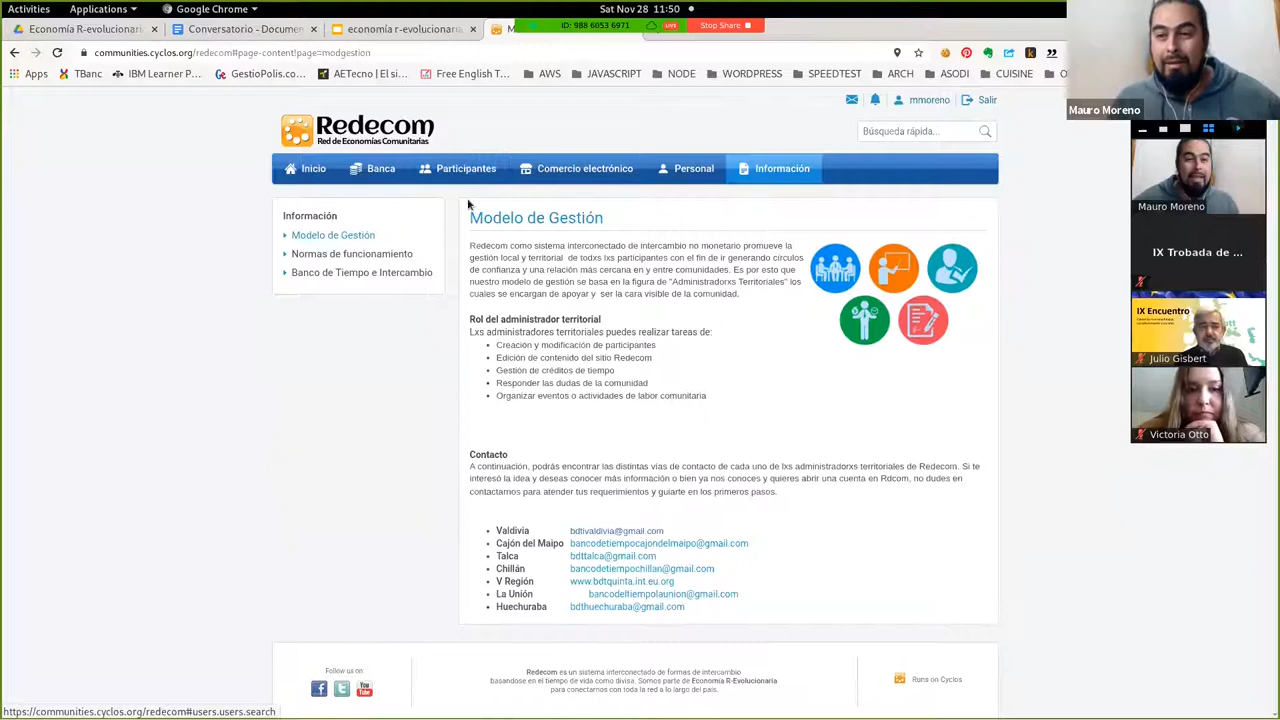 Activities
Applications
Google Chrome
Sat Nov 28 11:50
Economía R-evolucionari
Conversatorio - Documen
economía r-evolucionaria
ID: 988 6053 6971
LIVE
Stop Share
communities.cyclos.org/redecom#page-content!page=modgestion
Apps
TBanc
IBM Learner P...
GestioPolis.co...
AETecno | El si...
Free English T...
AWS
JAVASCRIPT
NODE
WORDPRESS
SPEEDTEST
ARCH
ASODI
CUISINE
Mauro Moreno
mmoreno
Salir
Redecom
Red de Economías Comunitarias
Búsqueda rápida...
Inicio
Banca
Participantes
Comercio electrónico
Personal
Información
Información
Modelo de Gestión
Normas de funcionamiento
Banco de Tiempo e Intercambio
Modelo de Gestión
Redecom como sistema interconectado de intercambio no monetario promueve la
gestión local y territorial de todxs lxs participantes con el fin de ir generando círculos
de confianza y una relación más cercana en y entre comunidades. Es por esto que
nuestro modelo de gestión se basa en la figura de "Administradorxs Territoriales" los
cuales se encargan de apoyar y ser la cara visible de la comunidad.
Rol del administrador territorial
Lxs administradores territoriales puedes realizar tareas de:
Creación y modificación de participantes
Edición de contenido del sitio Redecom
Gestión de créditos de tiempo
Responder las dudas de la comunidad
Organizar eventos o actividades de labor comunitaria
Contacto
A continuación, podrás encontrar las distintas vías de contacto de cada uno de lxs administradorxs territoriales de Redecom. Si te
interesó la idea y deseas conocer más información o bien ya nos conoces y quieres abrir una cuenta en Rdcom, no dudes en
contactarnos para atender tus requerimientos y guiarte en los primeros pasos.
Valdivia bdtivaldivia@gmail.com
Cajón del Maipo bancodetiempocajondelmaipo@gmail.com
Talca bdttalca@gmail.com
Chillán bancodetiempochillan@gmail.com
V Región www.bdtquinta.int.eu.org
La Unión bancodeltiempolaunion@gmail.com
Huechuraba bdthuechuraba@gmail.com
Mauro Moreno
IX Trobada de ...
IX Encuentro
Julio Gisbert
Victoria Otto
Follow us on:
Redecom es un sistema interconectado de formas de intercambio
basandose en el tiempo de vida como divisa. Somos parte de Economía R-Evolucionaria
para conectarnos con toda la red a lo largo del país.
Runs on Cyclos
https://communities.cyclos.org/redecom#users.users.search